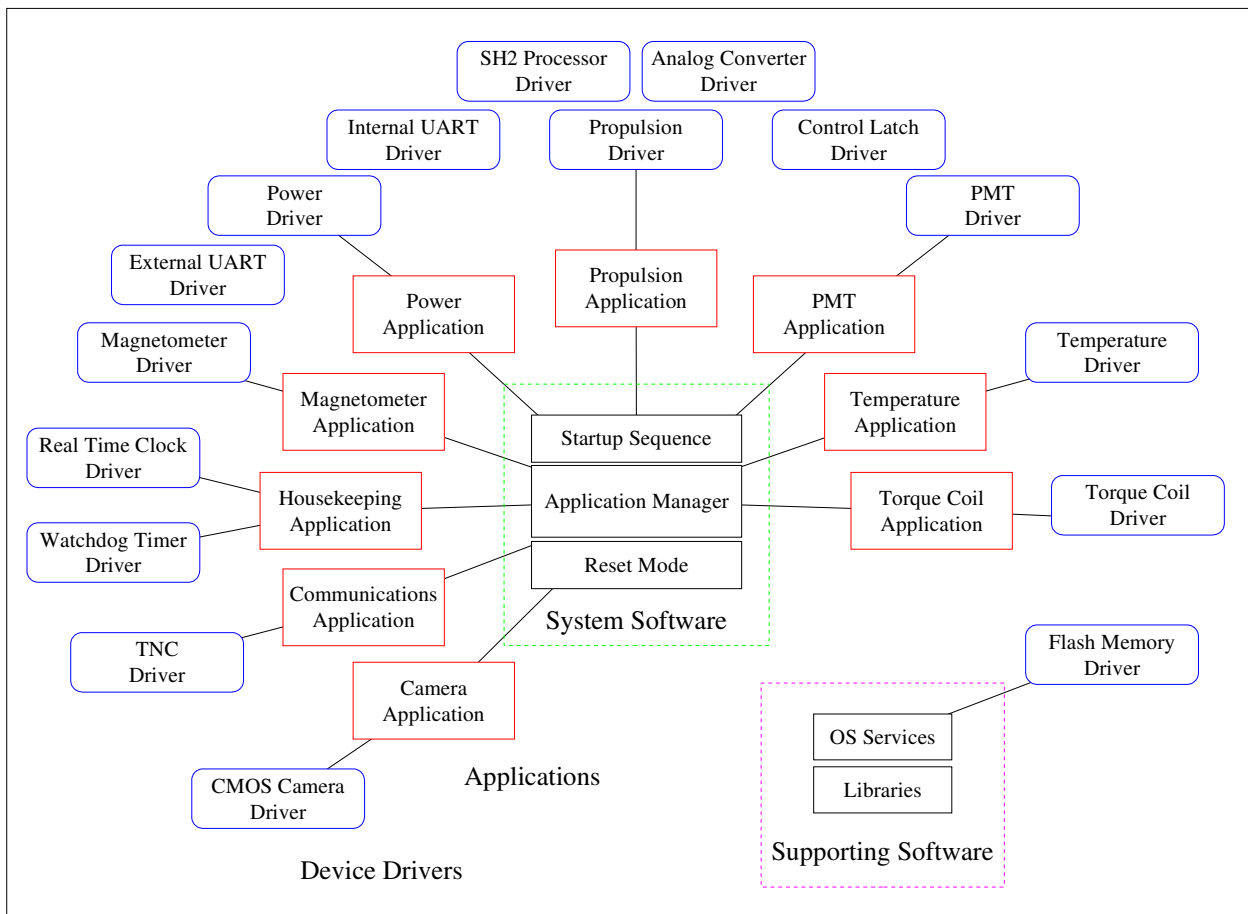 SH2 Processor
Driver
Analog Converter
Driver
Internal UART
Driver
Propulsion
Driver
Control Latch
Driver
Power
Driver
PMT
Driver
External UART
Driver
Power
Application
Propulsion
Application
PMT
Application
Magnetometer
Driver
Temperature
Driver
Magnetometer
Application
Temperature
Application
Real Time Clock
Driver
Startup Sequence
Housekeeping
Application
Application Manager
Torque Coil
Application
Torque Coil
Driver
Watchdog Timer
Driver
Reset Mode
Communications
Application
System Software
TNC
Driver
Flash Memory
Driver
Camera
Application
OS Services
Libraries
CMOS Camera
Driver
Applications
Supporting Software
Device Drivers